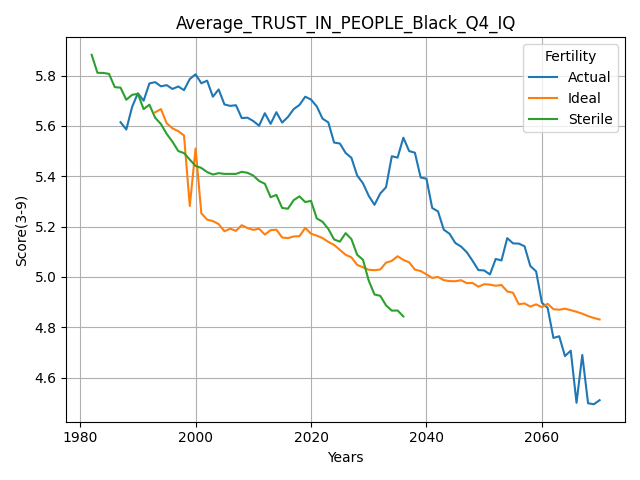 Average_TRUST_IN_PEOPLE_Black_Q4_IQ
Fertility
Actual
Ideal
Sterile
Score(3-9)
5.8
5.6
5.4
5.2
5.0
4.8
4.6
1980
2000
2020
2040
2060
Years